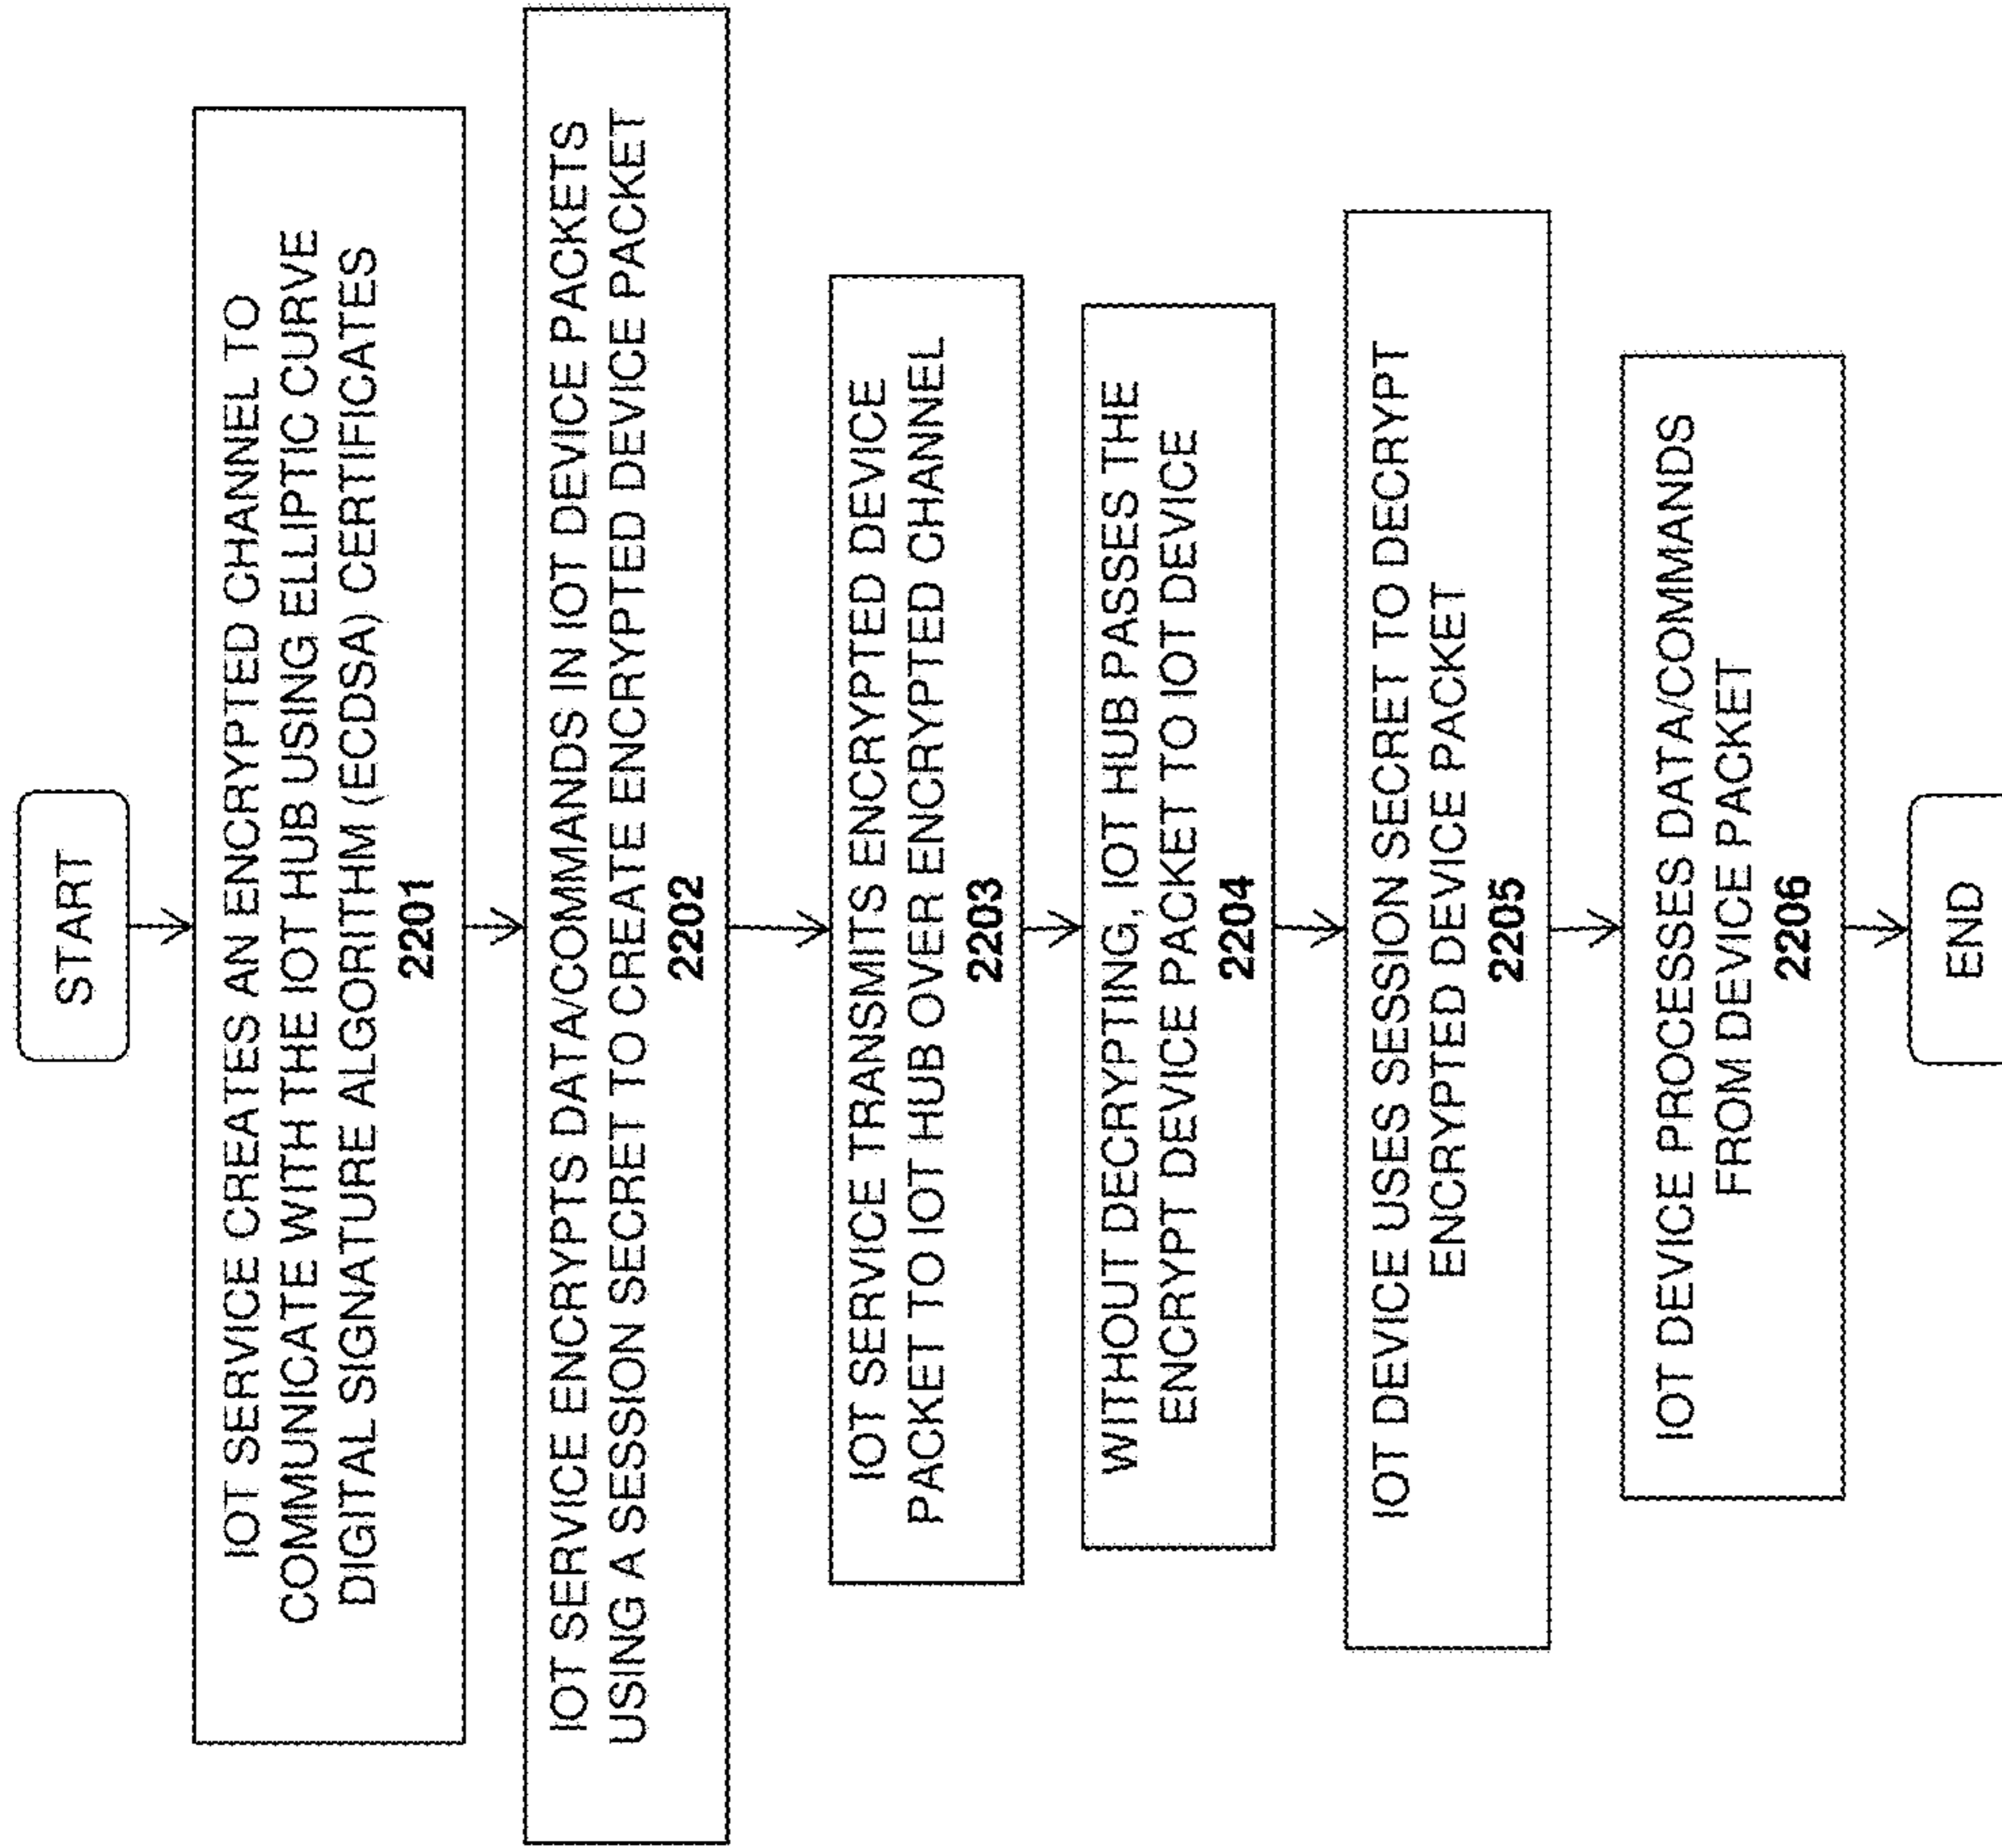 START
IOT SERVICE CREATES AN ENCRYPTED CHANNEL TO
COMMUNICATE WITH THE IOT HUB USING ELLIPTIC CURVE
DIGITAL SIGNATURE ALGORITHM (ECDSA) CERTIFICATES
2201
IOT SERVICE ENCRYPTS DATA/COMMANDS IN IOT DEVICE PACKETS
USING A SESSION SECRET TO CREATE ENCRYPTED DEVICE PACKET
2202
IOT SERVICE TRANSMITS ENCRYPTED DEVICE
PACKET TO IOT HUB OVER ENCRYPTED CHANNEL
2203
WITHOUT DECRYPTING, IOT HUB PASSES THE
ENCRYPT DEVICE PACKET TO IOT DEVICE
2204
IOT DEVICE USES SESSION SECRET TO DECRYPT
ENCRYPTED DEVICE PACKET
2205
IOT DEVICE PROCESSES DATA/COMMANDS
FROM DEVICE PACKET
2206
END